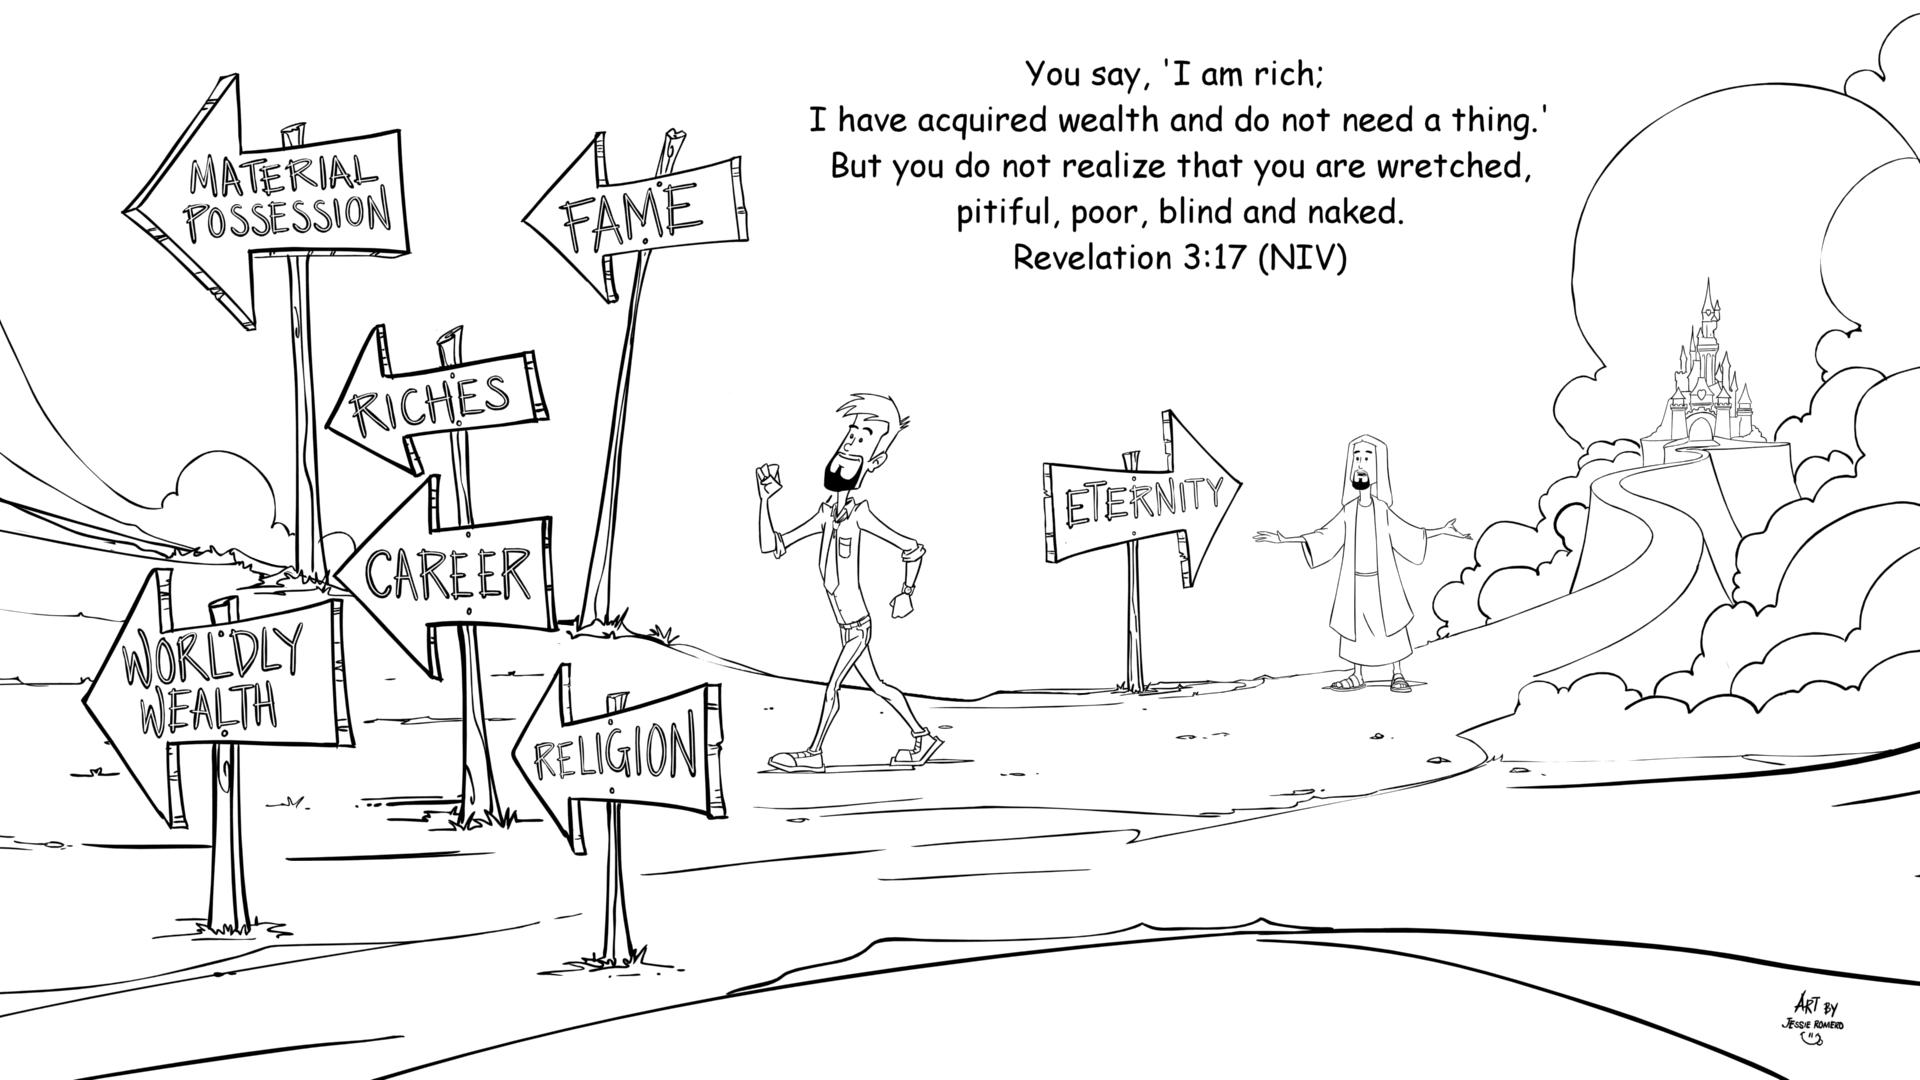 You say, 'I am rich;
I have acquired wealth and do not need a thing.'
But you do not realize that you are wretched,
pitiful, poor, blind and naked.
Revelation 3:17 (NIV)
MATERIAL
POSSESSION
FAME
RICHES
CAREER
WORLDLY
WEALTH
RELIGION
ETERNITY
ART BY
JESSIE ROMERO